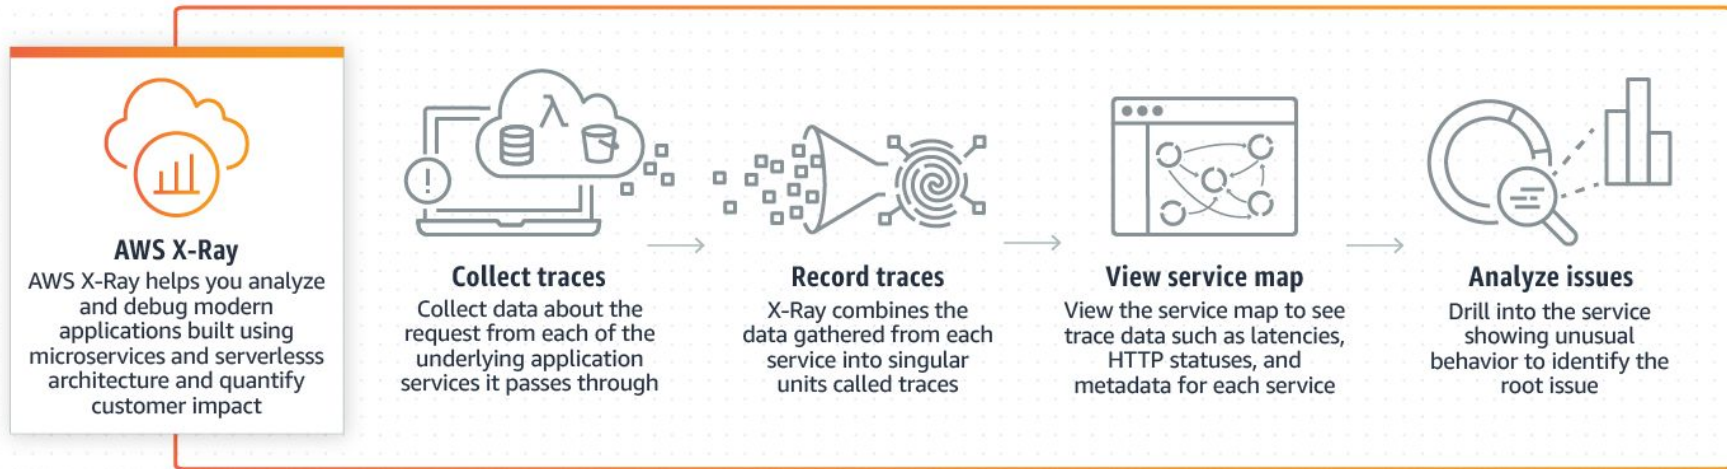 AWS X-Ray
AWS X-Ray helps you analyze
and debug modern
applications built using
microservices and serverlesss
architecture and quantify
customer impact
Collect traces
Collect data about the
request from each of the
underlying application
services it passes through
Record traces
X-Ray combines the
data gathered from each
service into singular
units called traces
View service map
View the service map to see
trace data such as latencies,
HTTP statuses, and
metadata for each service
Analyze issues
Drill into the service
showing unusual
behavior to identify the
root issue